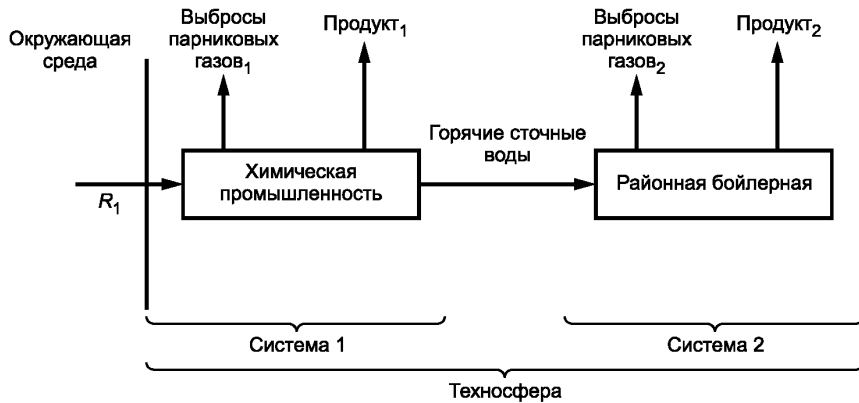 Окружающая
среда
Выбросы
парниковых
газов1
Продукт1
Выбросы
парниковых
газов2
Продукт2
Горячие сточные
воды
Химическая
промышленность
Районная бойлерная
R1
Система 1
Система 2
Техносфера